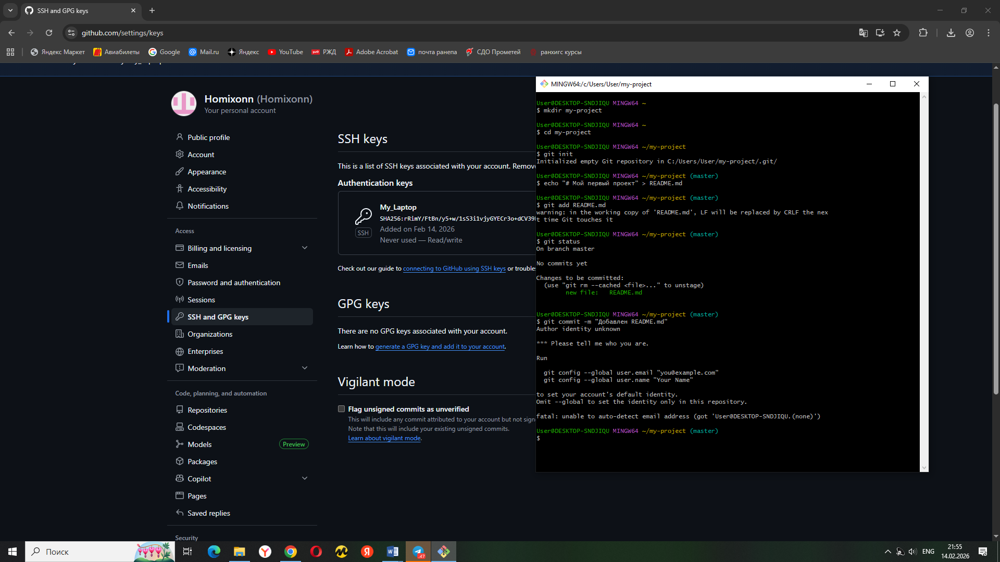 SSH and GPG keys
github.com/settings/keys
Яндекс Маркет
Авиабилеты
Google
Mail.ru
Яндекс
YouTube
РЖД
Adobe Acrobat
почта ранепа
СДО Прометей
ранхигс курсы
Homixonn (Homixonn)
Your personal account
Public profile
Account
Appearance
Accessibility
Notifications
Access
Billing and licensing
Emails
Password and authentication
Sessions
SSH and GPG keys
Organizations
Enterprises
Moderation
Code, planning, and automation
Repositories
Codespaces
Models
Preview
Packages
Copilot
Pages
Saved replies
Security
SSH keys
This is a list of SSH keys associated with your account. Remov
Authentication keys
My_Laptop
SHA256:rRimY/FtBn/y5+w/1sS3i1vjyGYECr3o+dCV39
SSH
Added on Feb 14, 2026
Never used — Read/write
Check out our guide to connecting to GitHub using SSH keys or trouble
GPG keys
There are no GPG keys associated with your account.
Learn how to generate a GPG key and add it to your account.
Vigilant mode
Flag unsigned commits as unverified
This will include any commit attributed to your account but not sign
Note that this will include your existing unsigned commits.
Learn about vigilant mode.
MINGW64:/c/Users/User/my-project
User@DESKTOP-SNDJIQU MINGW64 ~
$ mkdir my-project
User@DESKTOP-SNDJIQU MINGW64 ~
$ cd my-project
User@DESKTOP-SNDJIQU MINGW64 ~/my-project
$ git init
Initialized empty Git repository in C:/Users/User/my-project/.git/
User@DESKTOP-SNDJIQU MINGW64 ~/my-project (master)
$ echo "# Мой первый проект" > README.md
User@DESKTOP-SNDJIQU MINGW64 ~/my-project (master)
$ git add README.md
warning: in the working copy of 'README.md', LF will be replaced by CRLF the nex
t time Git touches it
User@DESKTOP-SNDJIQU MINGW64 ~/my-project (master)
$ git status
On branch master
No commits yet
Changes to be committed:
(use "git rm --cached <file>..." to unstage)
new file: README.md
User@DESKTOP-SNDJIQU MINGW64 ~/my-project (master)
$ git commit -m "Добавлен README.md"
Author identity unknown
*** Please tell me who you are.
Run
git config --global user.email "you@example.com"
git config --global user.name "Your Name"
to set your account's default identity.
Omit --global to set the identity only in this repository.
fatal: unable to auto-detect email address (got 'User@DESKTOP-SNDJIQU.(none)')
User@DESKTOP-SNDJIQU MINGW64 ~/my-project (master)
$
Поиск
47
ENG
21:55
14.02.2026